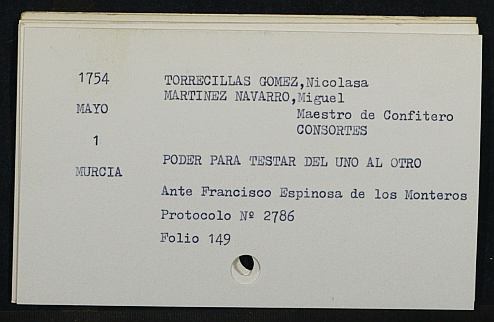 1754
TORRECILLAS GOMEZ,Nicolasa
MARTINEZ NAVARRO,Miguel
MAYO
Maestro de Confitero
CONSORTES
1
PODER PARA TESTAR DEL UNO AL OTRO
MURCIA
Ante Francisco Espinosa de los Monteros
Protocolo Nº 2786
Folio 149